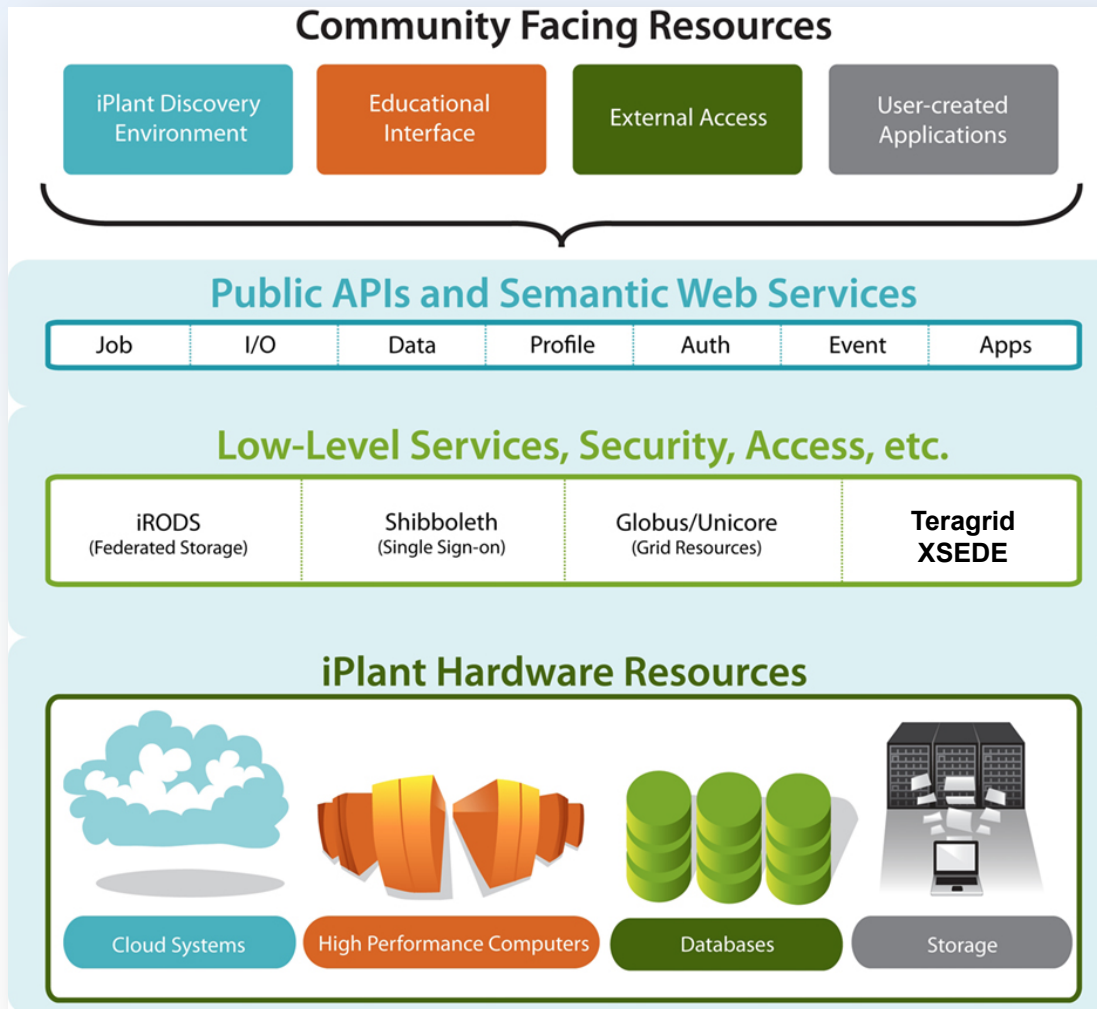 Community Facing Resources
iPlant Discovery
Environment
Educational
Interface
External Access
User-created
Applications
Public APIs and Semantic Web Services
Job
I/O
Data
Profile
Auth
Event
Apps
Low-Level Services, Security, Access, etc.
iRODS
(Federated Storage)
Shibboleth
(Single Sign-on)
Globus/Unicore
(Grid Resources)
Teragrid
XSEDE
iPlant Hardware Resources
Cloud Systems
High Performance Computers
Databases
Storage